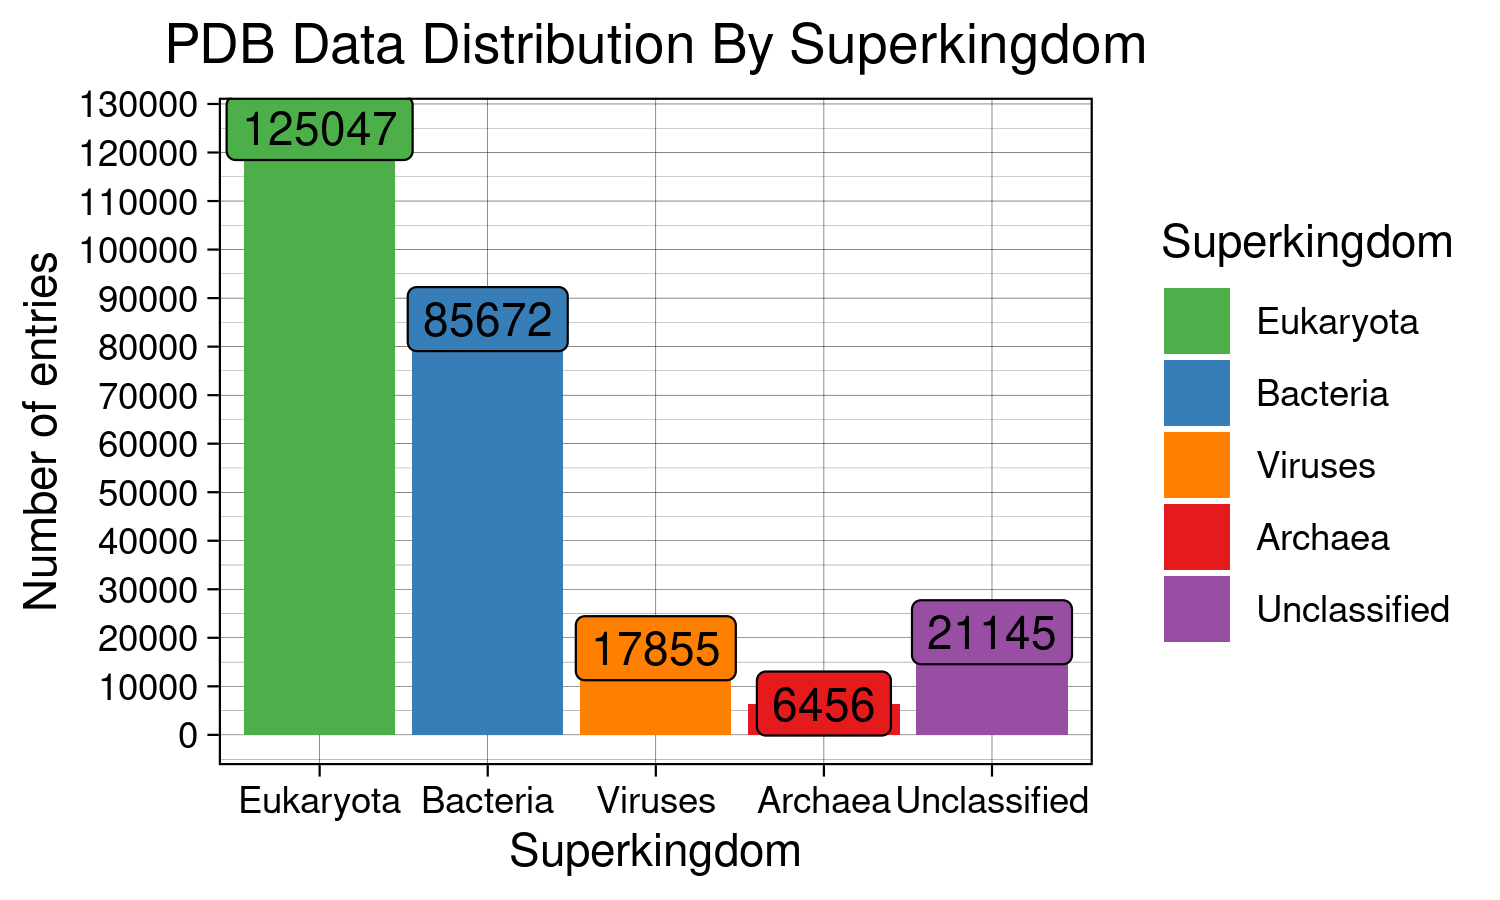 PDB Data Distribution By Superkingdom
Number of entries
130000
120000
110000
100000
90000
80000
70000
60000
50000
40000
30000
20000
10000
0
125047
85672
17855
6456
21145
Eukaryota Bacteria Viruses Archaea Unclassified
Superkingdom
Superkingdom
Eukaryota
Bacteria
Viruses
Archaea
Unclassified